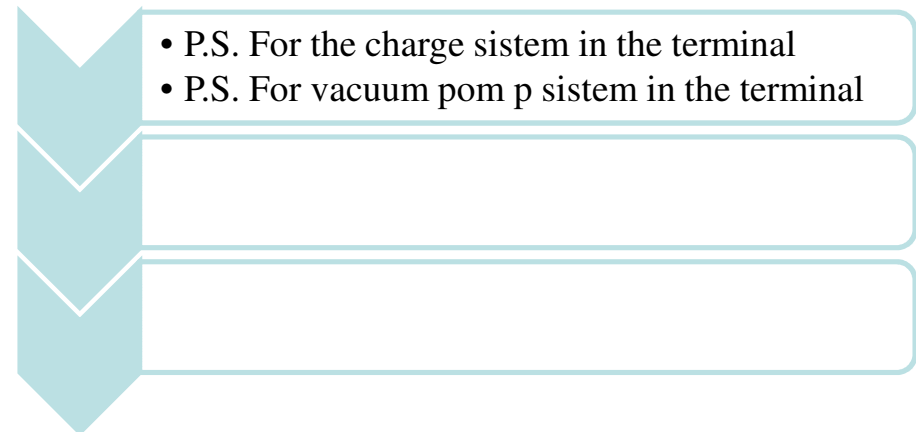 • P.S. For the charge sistem in the terminal
• P.S. For vacuum pom p sistem in the terminal